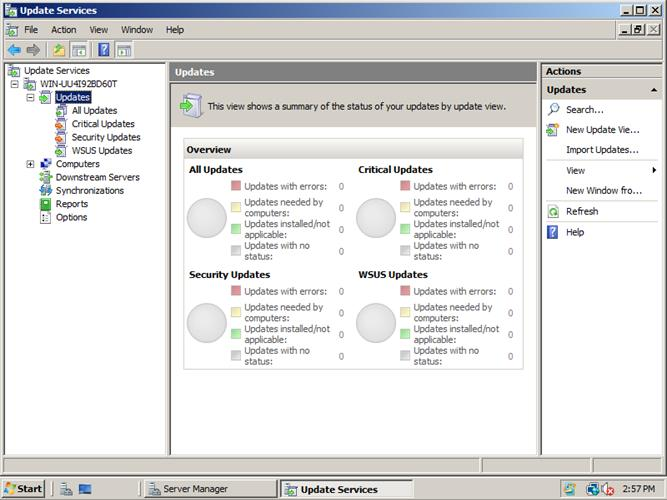 Update Services
File Action View Window Help
Update Services
WIN-UU4I92BD60T
Updates
All Updates
Critical Updates
Security Updates
WSUS Updates
Computers
Downstream Servers
Synchronizations
Reports
Options
Updates
This view shows a summary of the status of your updates by update view.
Overview
All Updates
Updates with errors: 0
Updates needed by
computers: 0
Updates installed/not
applicable: 0
Updates with no
status: 0
Critical Updates
Updates with errors: 0
Updates needed by
computers: 0
Updates installed/not
applicable: 0
Updates with no
status: 0
Security Updates
Updates with errors: 0
Updates needed by
computers: 0
Updates installed/not
applicable: 0
Updates with no
status: 0
WSUS Updates
Updates with errors: 0
Updates needed by
computers: 0
Updates installed/not
applicable: 0
Updates with no
status: 0
Actions
Updates
Search...
New Update Vie...
Import Updates...
View
New Window fro...
Refresh
Help
Start
Server Manager
Update Services
2:57 PM